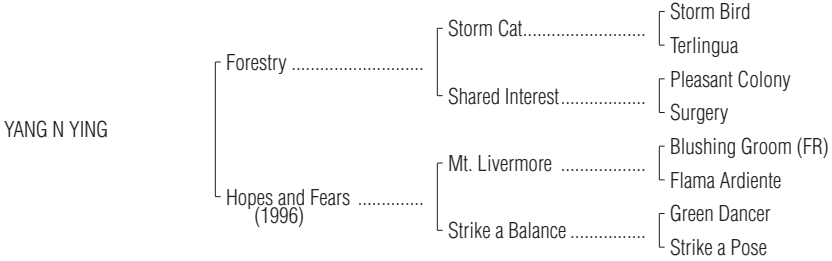 Storm Bird
Storm Cat..........................
Terlingua
Forestry ............................
Pleasant Colony
Shared Interest..................
Surgery
YANG N YING
Blushing Groom (FR)
Mt. Livermore ..................
Flama Ardiente
Hopes and Fears ..............
(1996)
Green Dancer
Strike a Balance ................
Strike a Pose